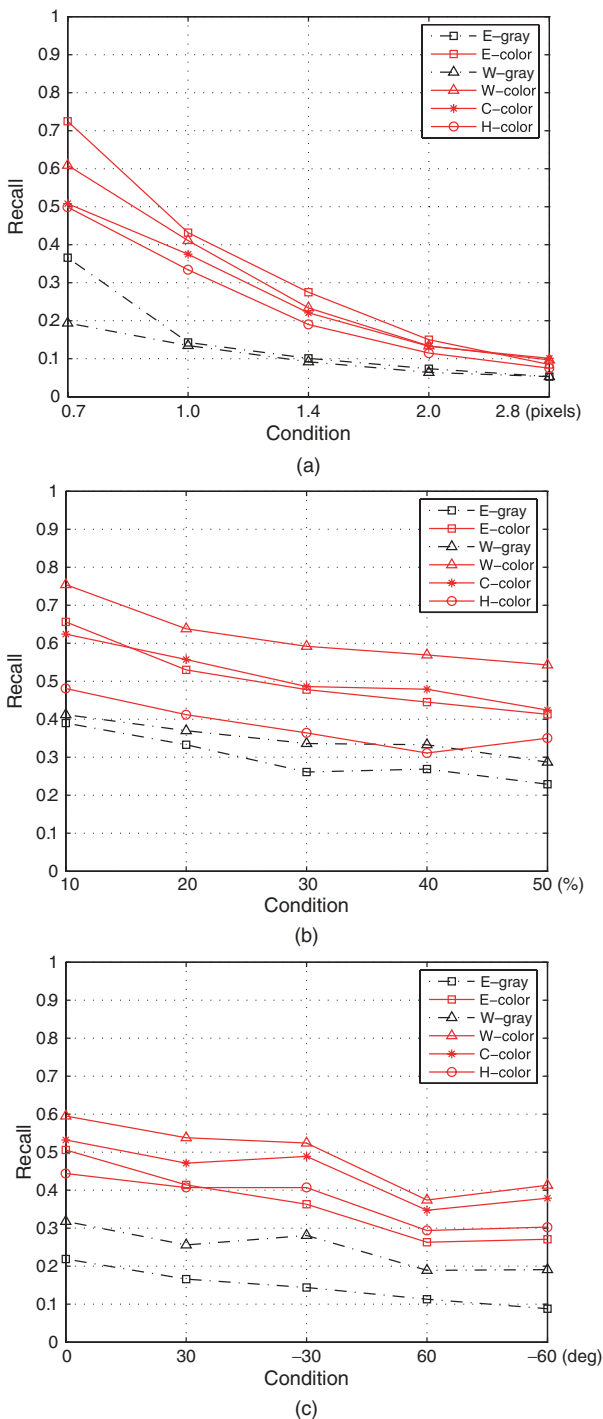 1
0.9
0.8
0.7
0.6
0.5
0.4
0.3
0.2
0.1
0
Recall
E–gray
E–color
W–gray
W–color
C–color
H–color
0.7 1.0 1.4 2.0 2.8 (pixels)
Condition
(a)
1
0.9
0.8
0.7
0.6
0.5
0.4
0.3
0.2
0.1
0
Recall
E–gray
E–color
W–gray
W–color
C–color
H–color
10 20 30 40 50 (%)
Condition
(b)
1
0.9
0.8
0.7
0.6
0.5
0.4
0.3
0.2
0.1
0
Recall
E–gray
E–color
W–gray
W–color
C–color
H–color
0 30 –30 60 –60 (deg)
Condition
(c)